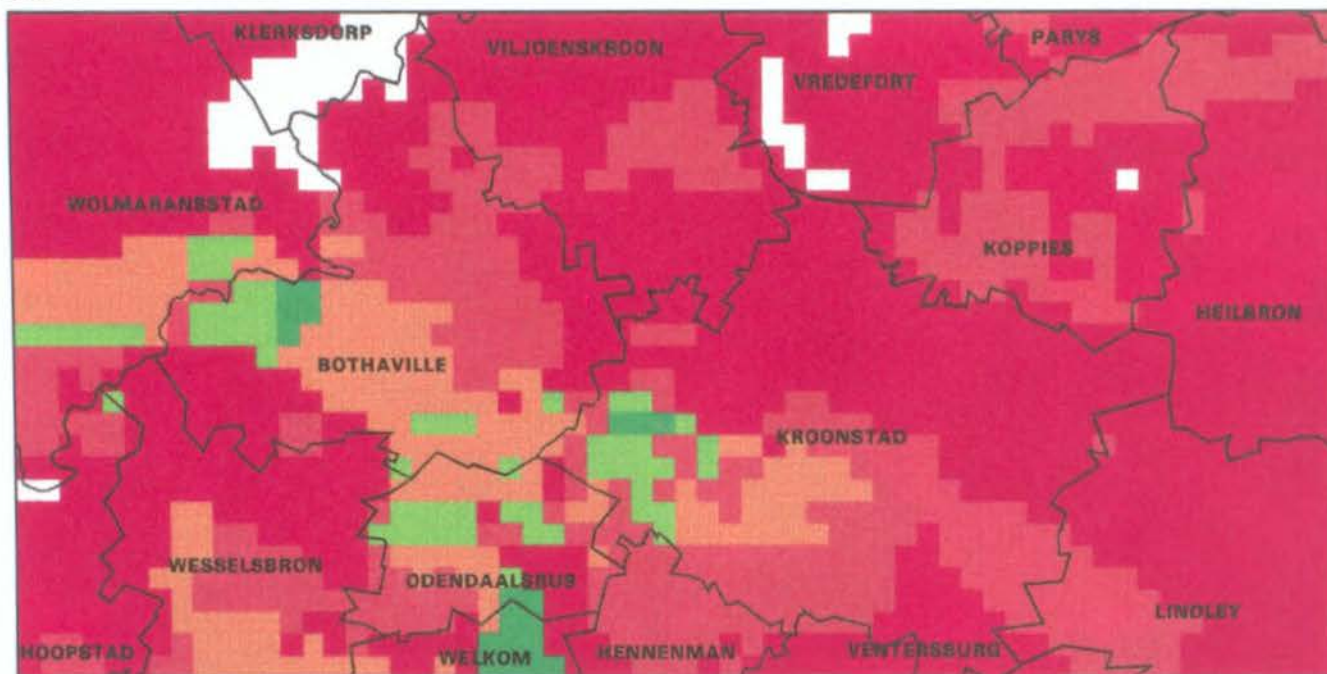 KLERKSDORP
VILJOENSKROON
PARYS
VREDEFORT
WOLMARANSSTAD
KOPPIES
HEILBRON
BOTHAVILLE
KROONSTAD
WESSELSBRON
ODENDAALSRUS
LINDLEY
HOOPSTAD
WELKOM
HENNENMAN
VENTERSBURG